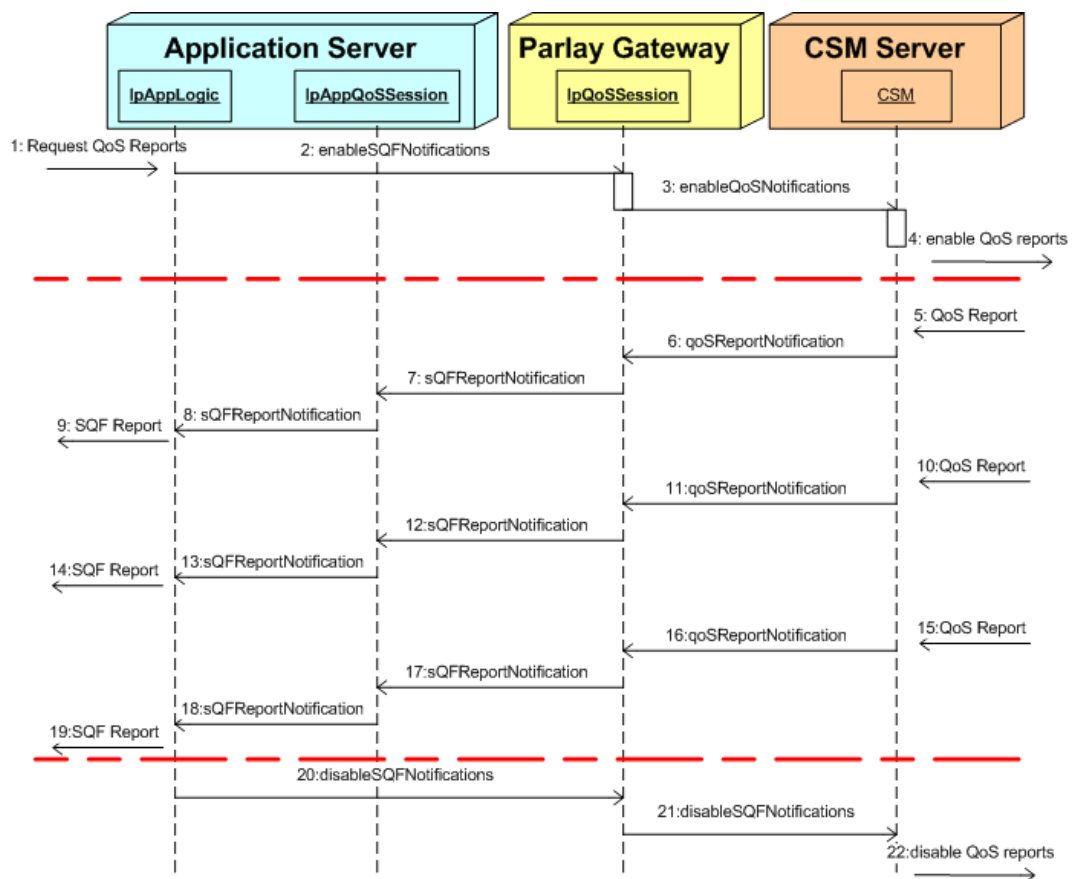 Application Server
Parlay Gateway
CSM Server
IpAppLogic
IpAppQoSSession
IpQoSSession
CSM
1: Request QoS Reports
2: enableSQFNotifications
3: enableQoSNotifications
4: enable QoS reports
5: QoS Report
6: qoSReportNotification
7: sQFReportNotification
8: sQFReportNotification
9: SQF Report
10:QoS Report
11:qoSReportNotification
12:sQFReportNotification
13:sQFReportNotification
14:SQF Report
15:QoS Report
16:qoSReportNotification
17:sQFReportNotification
18:sQFReportNotification
19:SQF Report
20:disableSQFNotifications
21:disableSQFNotifications
22:disable QoS reports